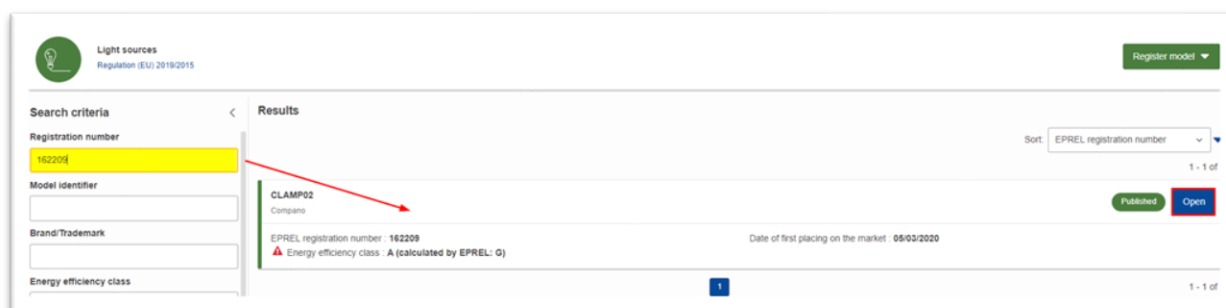 Light sources
Regulation (EU) 2019/2015
Register model
Search criteria
Results
Registration number
Sort: EPREL registration number
162209
1 - 1 of
Model identifier
CLAMP02
Published
Open
Compano
Brand/Trademark
EPREL registration number : 162209
Date of first placing on the market : 05/03/2020
Energy efficiency class : A (calculated by EPREL: G)
Energy efficiency class
1
1 - 1 of